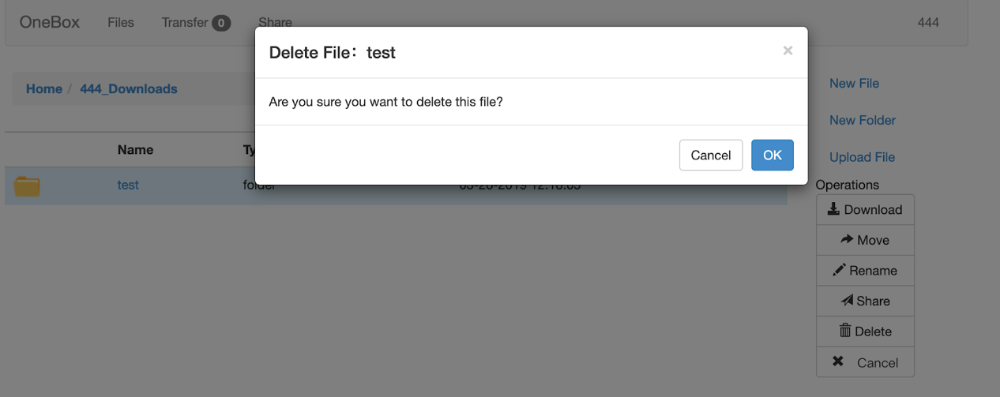 OneBox Files Transfer 0 Share 444
Delete File: test ×
Home / 444_Downloads
Are you sure you want to delete this file?
Cancel OK
New File
New Folder
Upload File
Name Ty
test folder 03-26-2019 12:18:05
Operations
Download
Move
Rename
Share
Delete
Cancel